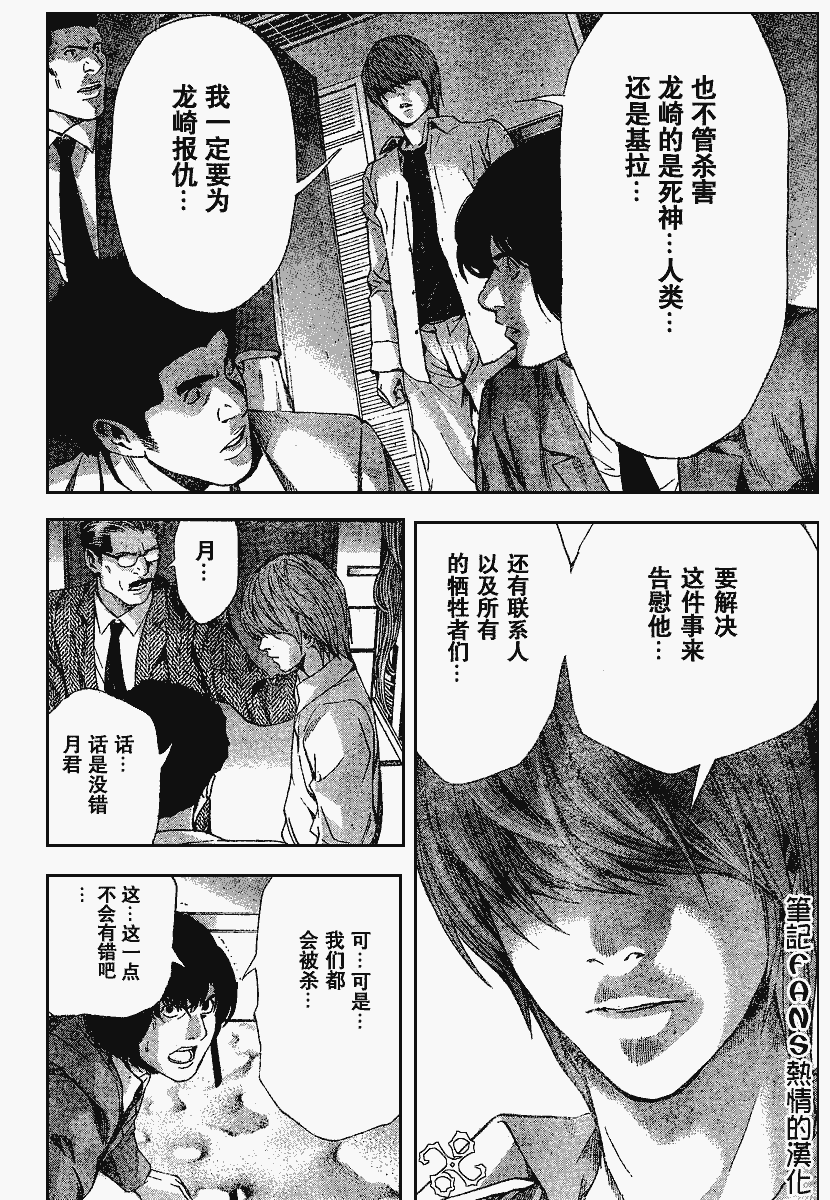 也不管杀害
龙崎的是死神…人类…
还是基拉…
我一定要为
龙崎报仇…
要解决
这件事来
告慰他…
还有联系人
以及所有
的牺牲者们…
月…
话…
话是没错
月君
可…可是…
我们都
会被杀…
这…这一点
不会有错吧
…
筆記FANS熱情的漢化